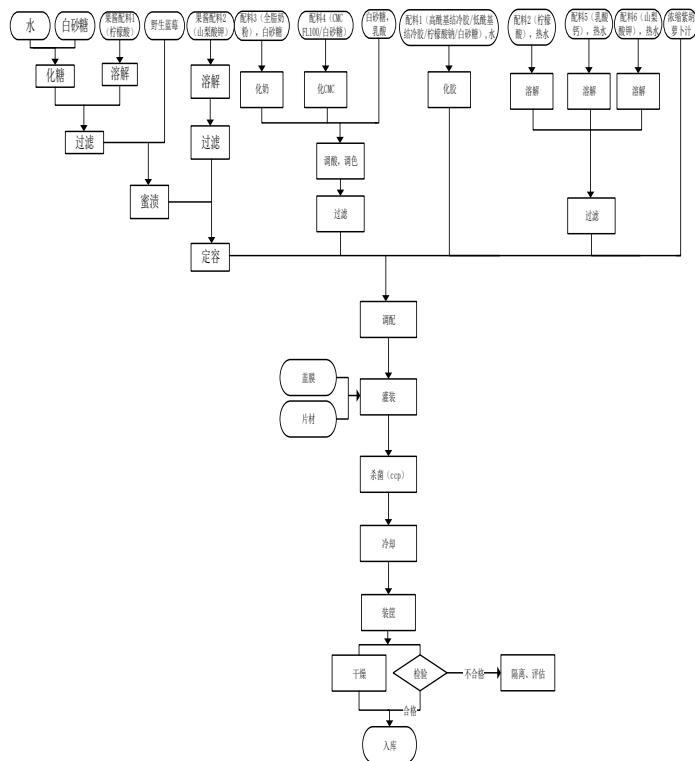 水
白砂糖
果酱配料1
(柠檬酸)
野生蓝莓
果酱配料2
(山梨酸钾)
配料3（全脂奶
粉），白砂糖
配料4（CMC
FL100/白砂糖）
白砂糖，
乳酸
配料1（高酰基结冷胶/低酰基
结冷胶/柠檬酸钠/白砂糖）,水
配料2（柠檬
酸），热水
配料5（乳酸
钙），热水
配料6（山梨
酸钾），热水
浓缩紫胡
萝卜汁
化糖
溶解
溶解
化奶
化CMC
化胶
溶解
溶解
溶解
过滤
过滤
调酸，调色
蜜渍
过滤
过滤
定容
调配
盖膜
灌装
片材
杀菌（ccp）
冷却
装筐
干燥
检验
不合格
隔离、评估
合格
入库